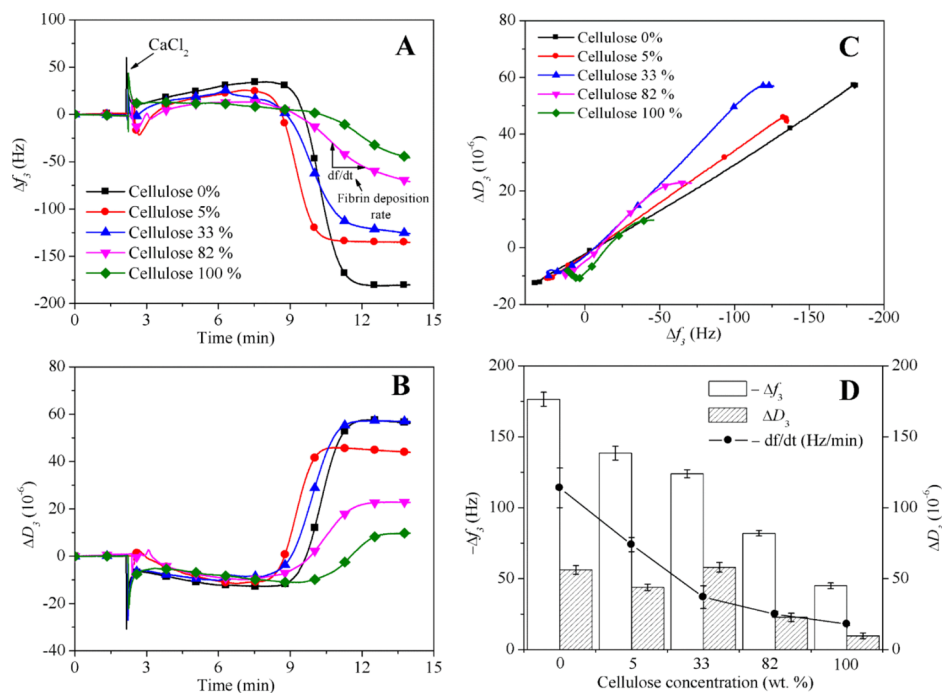 A
CaCl2
Δf3 (Hz)
100
50
0
-50
-100
-150
-200
Cellulose 0%
Cellulose 5%
Cellulose 33 %
Cellulose 82 %
Cellulose 100 %
df/dt
Fibrin deposition
rate
0 3 6 9 12 15
Time (min)
B
ΔD3 (10-6)
80
60
40
20
0
-20
-40
0 3 6 9 12 15
Time (min)
C
ΔD3 (10-6)
80
60
40
20
0
-20
Cellulose 0%
Cellulose 5%
Cellulose 33 %
Cellulose 82 %
Cellulose 100 %
0 -50 -100 -150 -200
Δf3 (Hz)
D
−Δf3 (Hz)
200
150
100
50
0
− Δf3
ΔD3
− df/dt (Hz/min)
200
150
100
50
0
ΔD3 (10-6)
0 5 33 82 100
Cellulose concentration (wt. %)